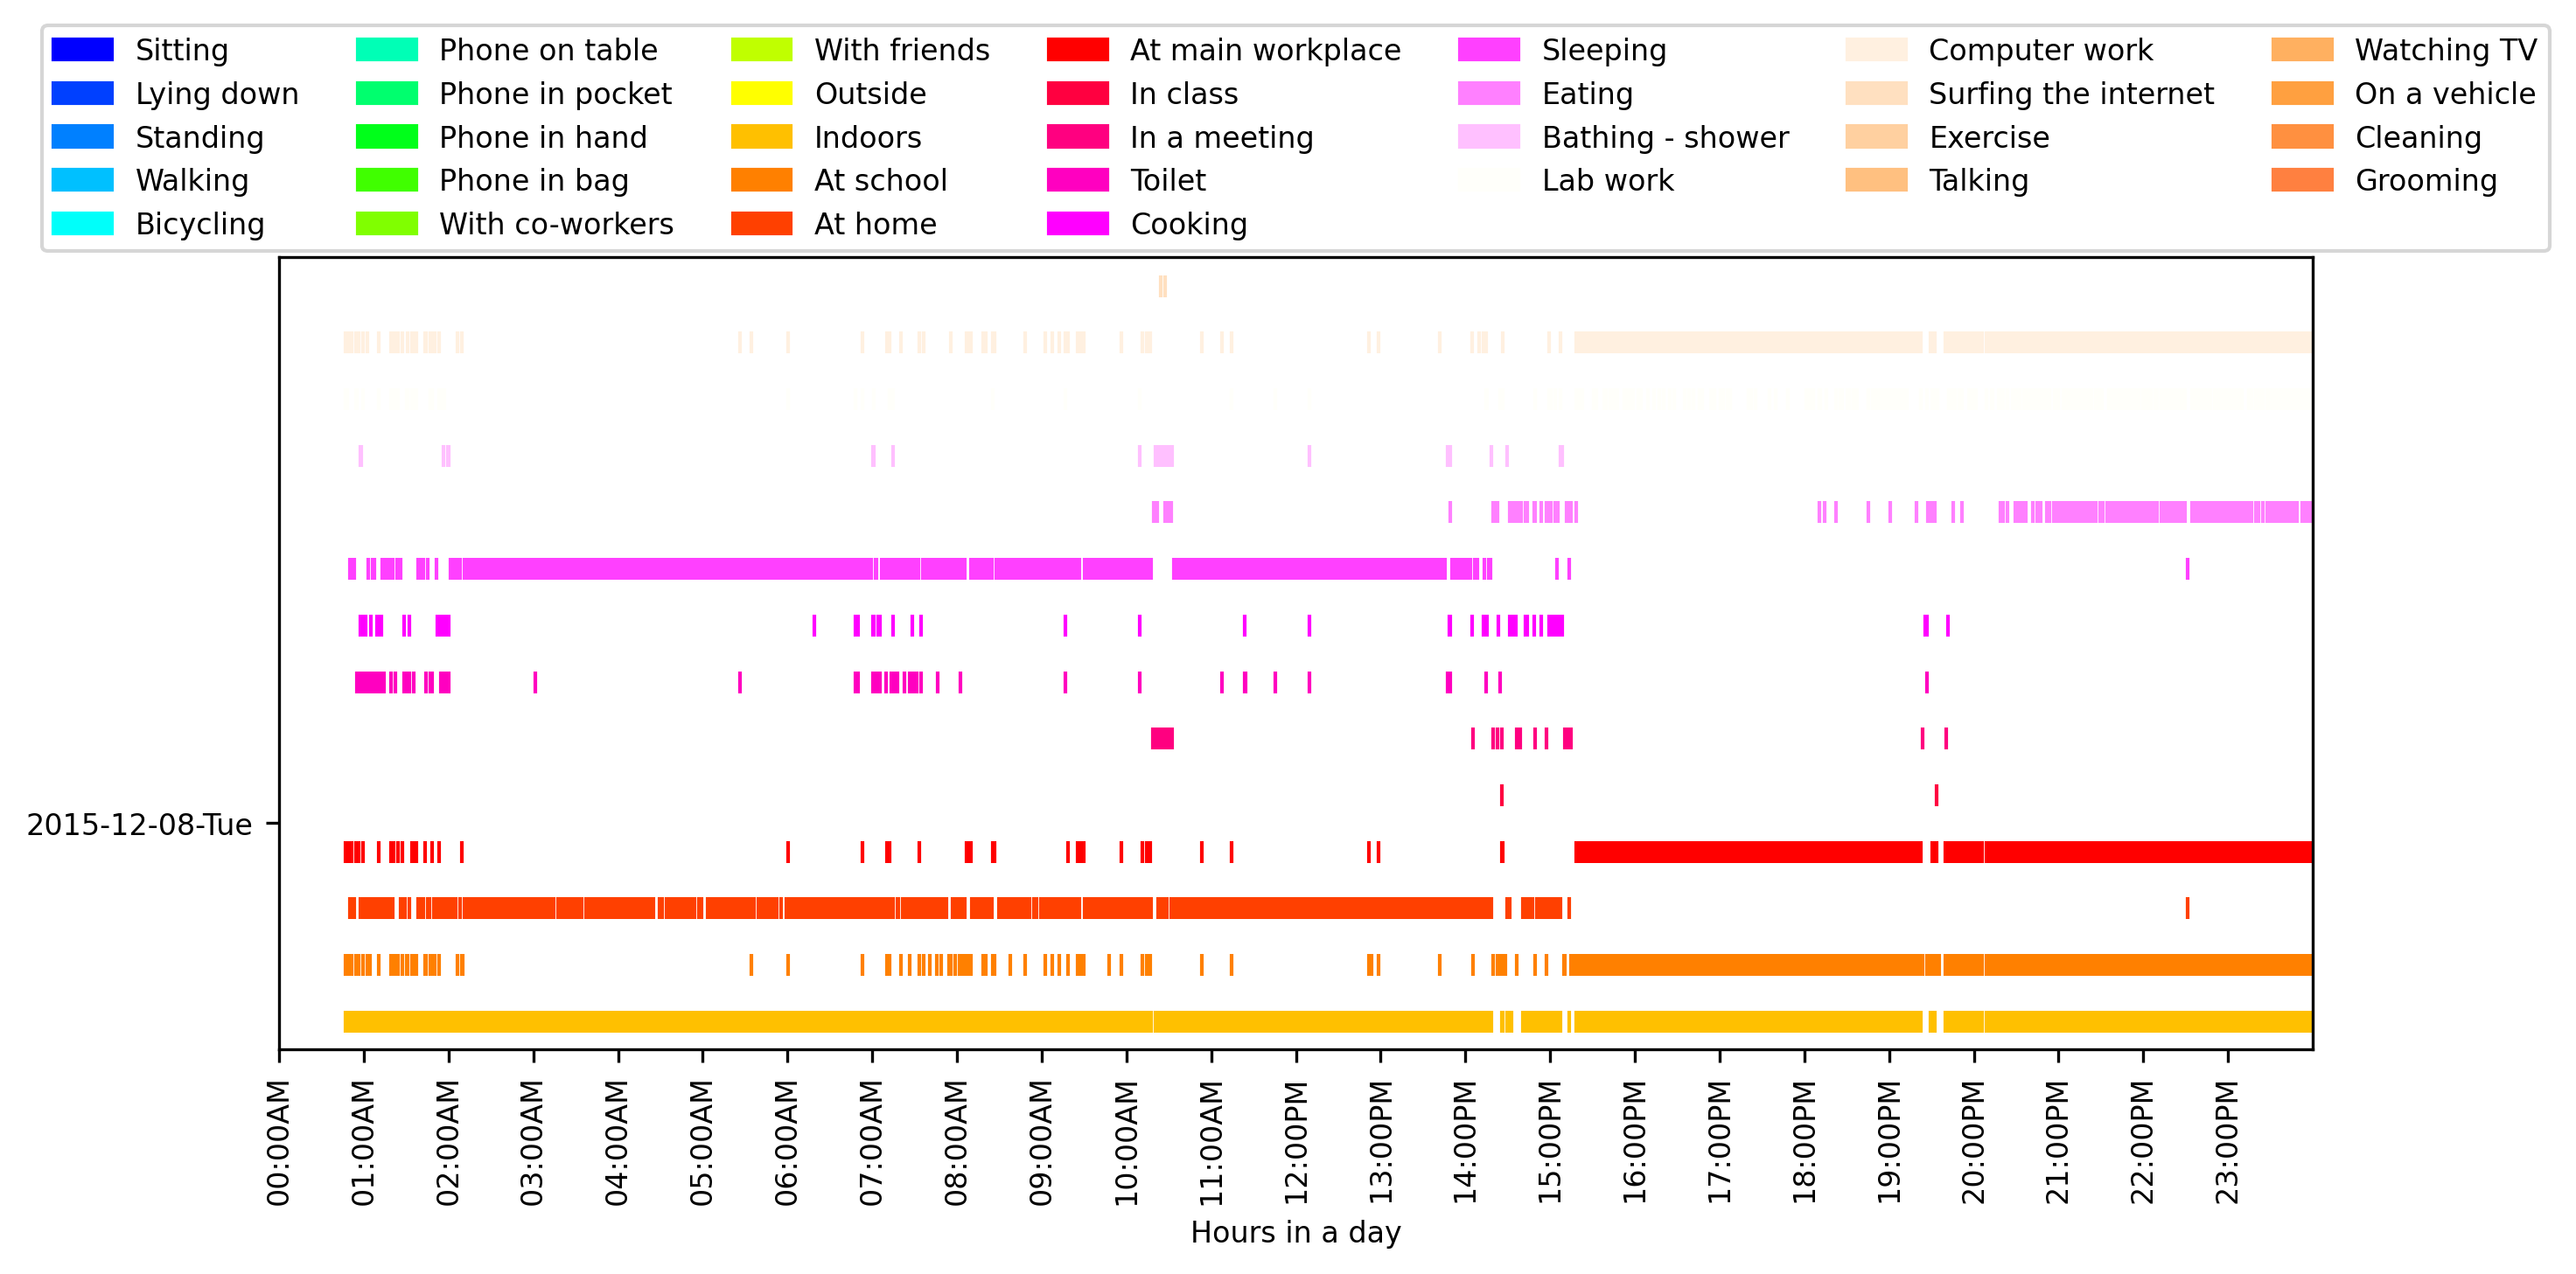 Sitting
Lying down
Standing
Walking
Bicycling
Phone on table
Phone in pocket
Phone in hand
Phone in bag
With co-workers
With friends
Outside
Indoors
At school
At home
At main workplace
In class
In a meeting
Toilet
Cooking
Sleeping
Eating
Bathing - shower
Lab work
Computer work
Surfing the internet
Exercise
Talking
Watching TV
On a vehicle
Cleaning
Grooming
2015-12-08-Tue
00:00AM
01:00AM
02:00AM
03:00AM
04:00AM
05:00AM
06:00AM
07:00AM
08:00AM
09:00AM
10:00AM
11:00AM
12:00PM
13:00PM
14:00PM
15:00PM
16:00PM
17:00PM
18:00PM
19:00PM
20:00PM
21:00PM
22:00PM
23:00PM
Hours in a day